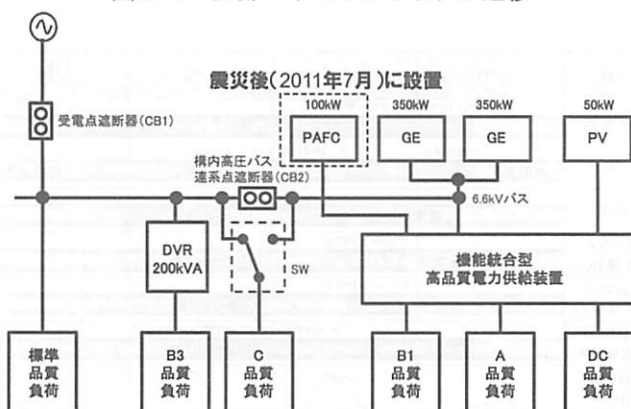 震災後(2011年7月)に設置
100kW
350kW
350kW
50kW
PAFC
GE
GE
PV
受電点遮断器(CB1)
構内高圧バス
連系点遮断器(CB2)
6.6kVバス
DVR
200kVA
SW
機能統合型
高品質電力供給装置
標準
品質
負荷
B3
品質
負荷
C
品質
負荷
B1
品質
負荷
A
品質
負荷
DC
品質
負荷